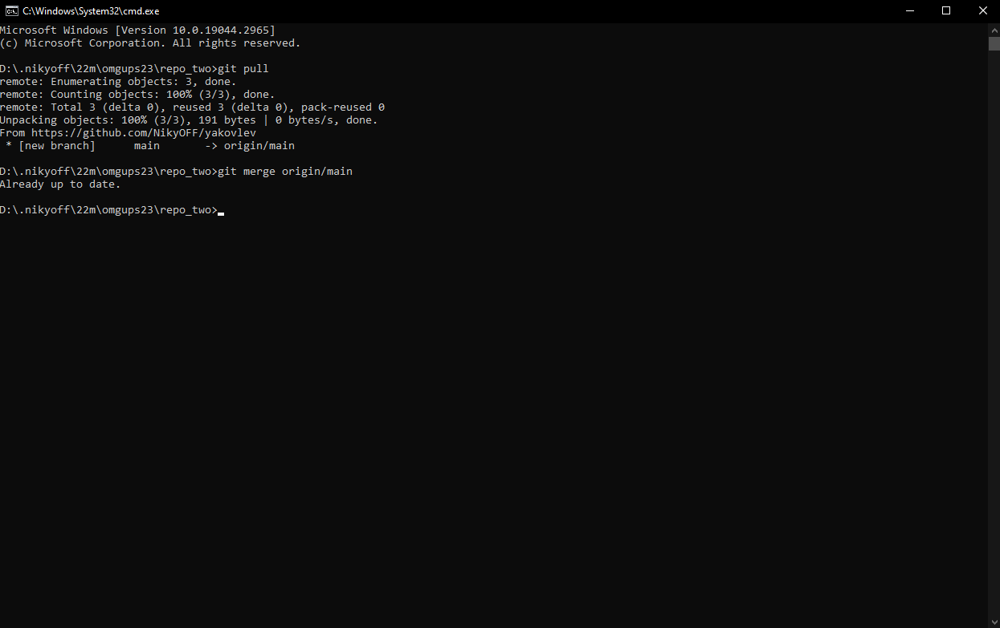 C:\Windows\System32\cmd.exe
Microsoft Windows [Version 10.0.19044.2965]
(c) Microsoft Corporation. All rights reserved.
D:\.nikyoff\22m\omgups23\repo_two>git pull
remote: Enumerating objects: 3, done.
remote: Counting objects: 100% (3/3), done.
remote: Total 3 (delta 0), reused 3 (delta 0), pack-reused 0
Unpacking objects: 100% (3/3), 191 bytes | 0 bytes/s, done.
From https://github.com/NikyOFF/yakovlev
 * [new branch]      main       -> origin/main
D:\.nikyoff\22m\omgups23\repo_two>git merge origin/main
Already up to date.
D:\.nikyoff\22m\omgups23\repo_two>